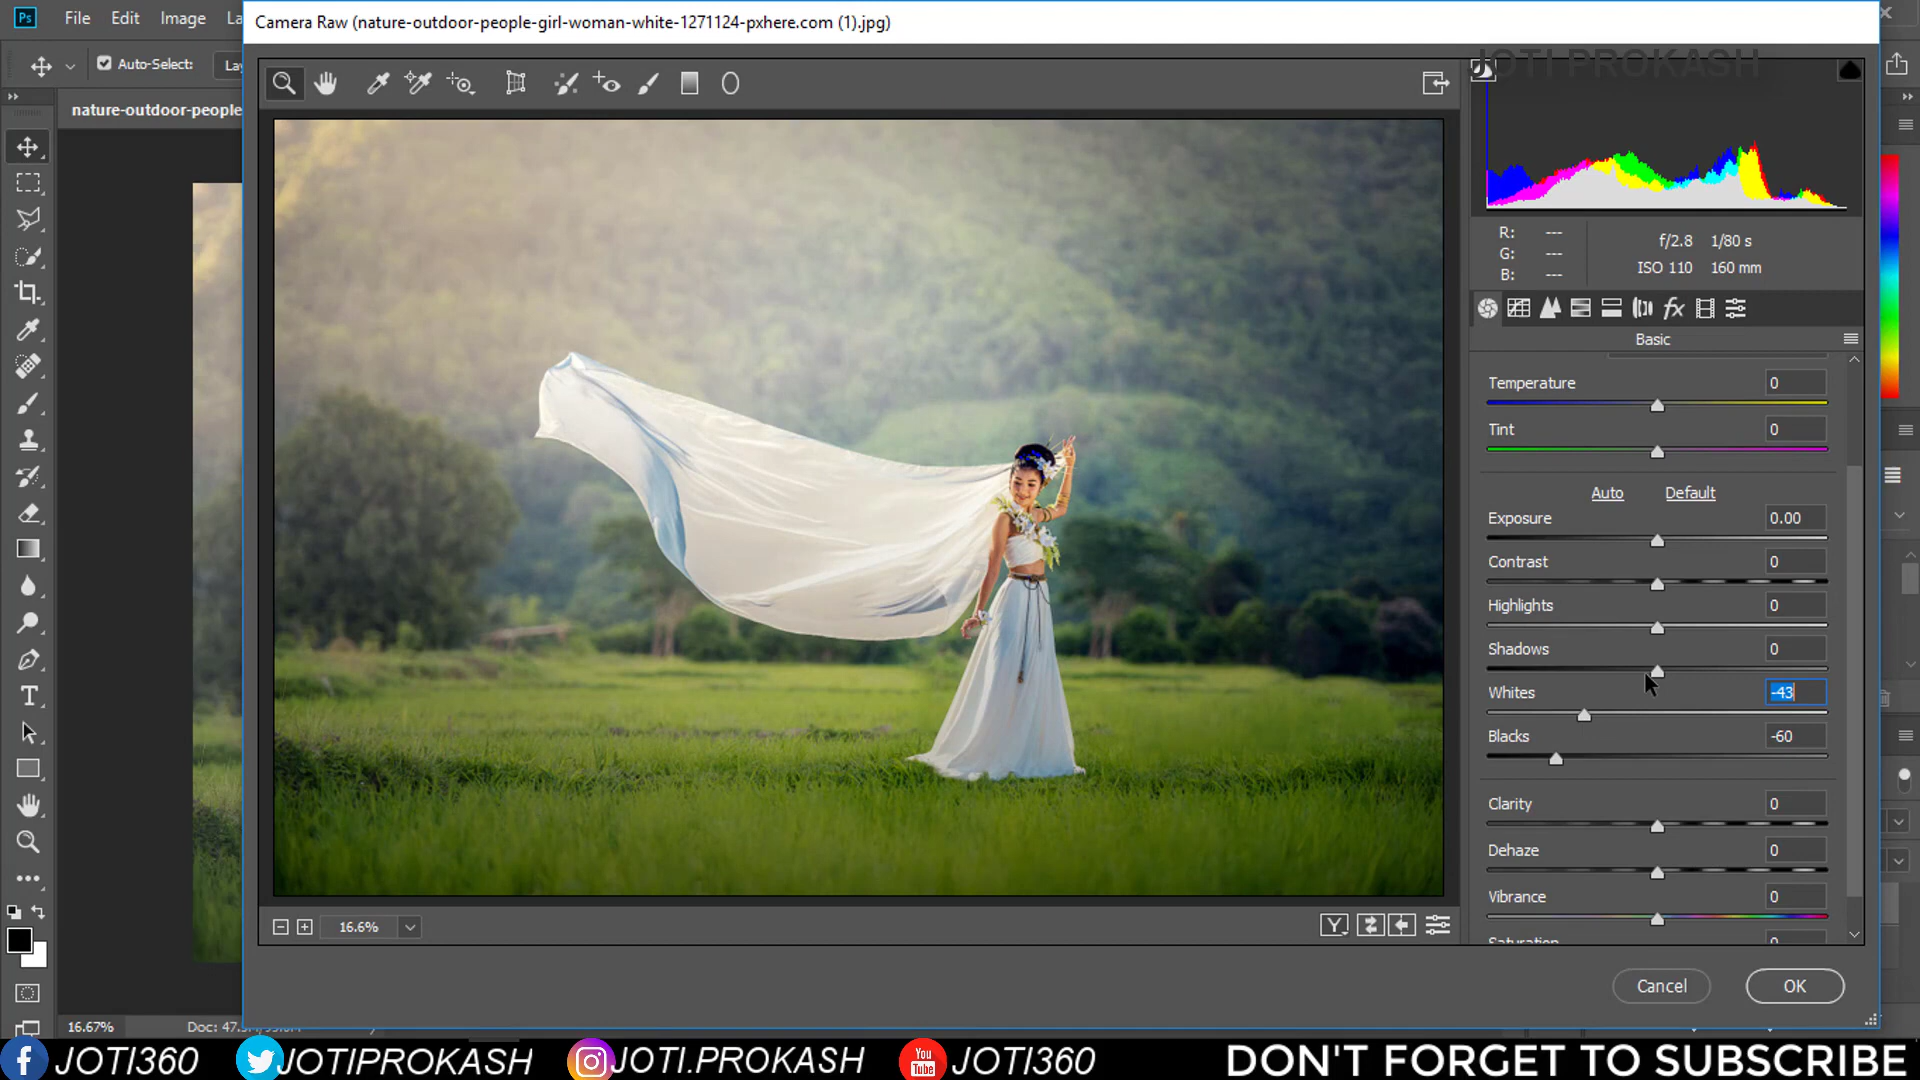 Ps File Edit Image La
Camera Raw (nature-outdoor-people-girl-woman-white-1271124-pxhere.com (1).jpg)
Auto-Select: Lay
JOTI PROKASH
nature-outdoor-people
R: ---
G: ---
B: ---
f/2.8 1/80 s
ISO 110 160 mm
fx
Basic
Temperature 0
Tint 0
Auto Default
Exposure 0.00
Contrast 0
Highlights 0
Shadows 0
Whites -43
Blacks -60
Clarity 0
Dehaze 0
Vibrance 0
Saturation 0
16.6%
Y
Cancel OK
16.67% Doc: 47.
f JOTI360 JOTIPROKASH JOTI.PROKASH You Tube JOTI360 DON'T FORGET TO SUBSCRIBE